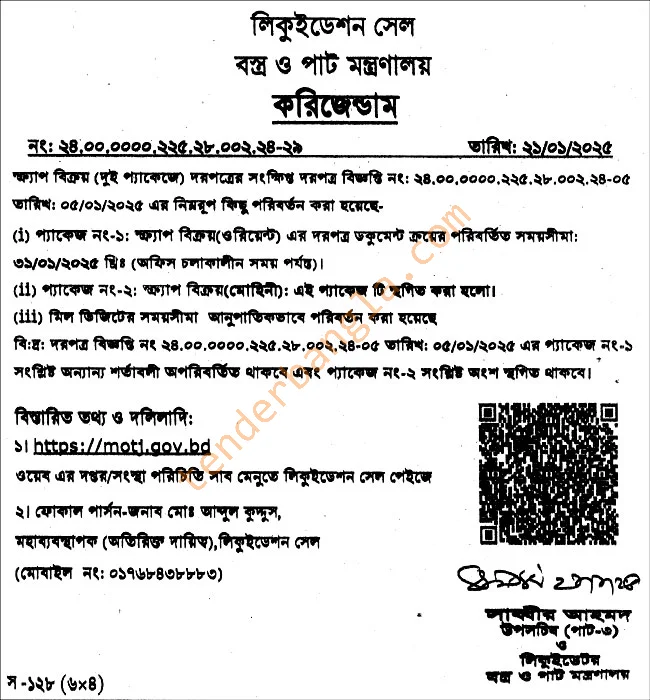 লিকুইডেশন সেল
বস্ত্র ও পাট মন্ত্রণালয়
করিজেন্ডাম
নং: ২৪.০০.০০০০.২২৫.২৮.০০২.২৪-২৯ তারিখ: ২১/০১/২০২৫
স্ক্যাপ বিক্রয় (দুই প্যাকেজে) দরপত্রের সংক্ষিপ্ত দরপত্র বিজ্ঞপ্তি নং: ২৪.০০.০০০০.২২৫.২৮.০০২.২৪-০৫
তারিখ: ০৫/০১/২০২৫ এর নিম্নরূপ কিছু পরিবর্তন করা হয়েছে-
(i) প্যাকেজ নং-১: স্ক্যাপ বিক্রয়(ওরিয়েন্ট) এর দরপত্র ডকুমেন্ট ক্রয়ের পরিবর্তিত সময়সীমা:
৩১/০১/২০২৫ খ্রিঃ (অফিস চলাকালীন সময় পর্যন্ত)।
(ii) প্যাকেজ নং-২: স্ক্যাপ বিক্রয়(মোহিনী): এই প্যাকেজ টি স্থগিত করা হলো।
(iii) মিল ভিজিটের সময়সীমা আনুপাতিকভাবে পরিবর্তন করা হয়েছে
বি:দ্র: দরপত্র বিজ্ঞপ্তি নং ২৪.০০.০০০০.২২৫.২৮.০০২.২৪-০৫ তারিখ: ০৫/০১/২০২৫ এর প্যাকেজ নং-১
সংশ্লিষ্ট অন্যান্য শর্তাবলী অপরিবর্তিত থাকবে এবং প্যাকেজ নং-২ সংশ্লিষ্ট অংশ স্থগিত থাকবে।
বিস্তারিত তথ্য ও দলিলাদি:
১। https://motj.gov.bd
ওয়েব এর দপ্তর/সংস্থা পরিচিতি সাব মেনুতে লিকুইডেশন সেল পেইজে
২। ফোকাল পার্সন-জনাব মোঃ আব্দুল কুদ্দুস,
মহাব্যবস্থাপক (অতিরিক্ত দায়িত্ব),লিকুইডেশন সেল
(মোবাইল নং: ০১৭৬৮৪৩৮৮৮৩)
সাব্বীর আহমদ
উপসচিব (পাট-৩)
ও
লিকুইডেটর
বস্ত্র ও পাট মন্ত্রণালয়
স -১২৮ (৬×৪)
tenderbangla.com